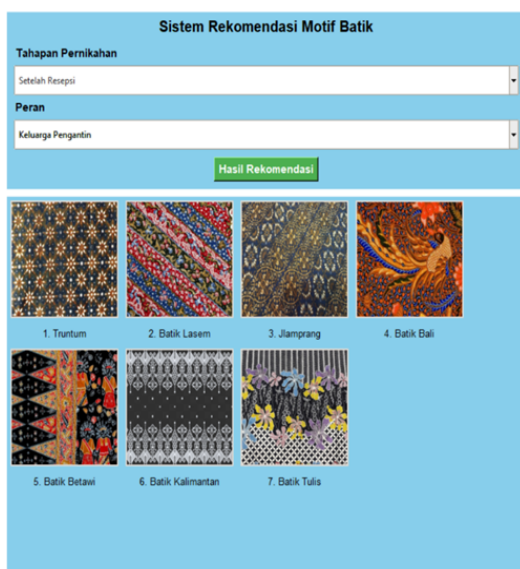 Sistem Rekomendasi Motif Batik
Tahapan Pernikahan
Setelah Resepsi
Peran
Keluarga Pengantin
Hasil Rekomendasi
1. Truntum
2. Batik Lasem
3. Jlamprang
4. Batik Bali
5. Batik Betawi
6. Batik Kalimantan
7. Batik Tulis